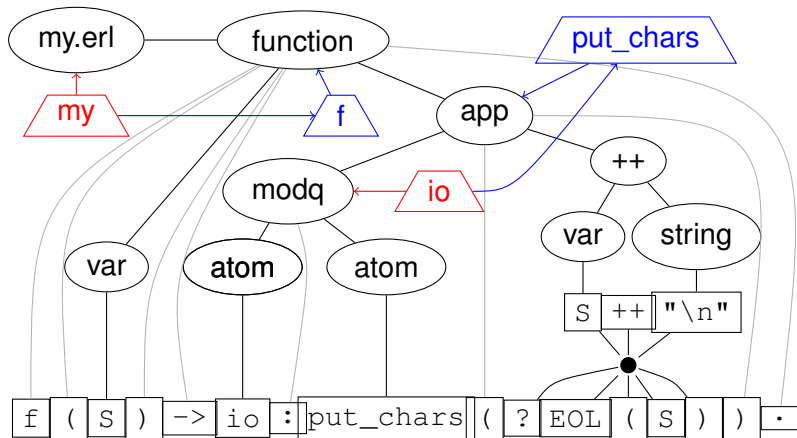 my.erl function put_chars
my f app
++
modq io
var atom atom var string
S ++ "\n"
f ( S ) -> io : put_chars ( ? EOL ( S ) ) .